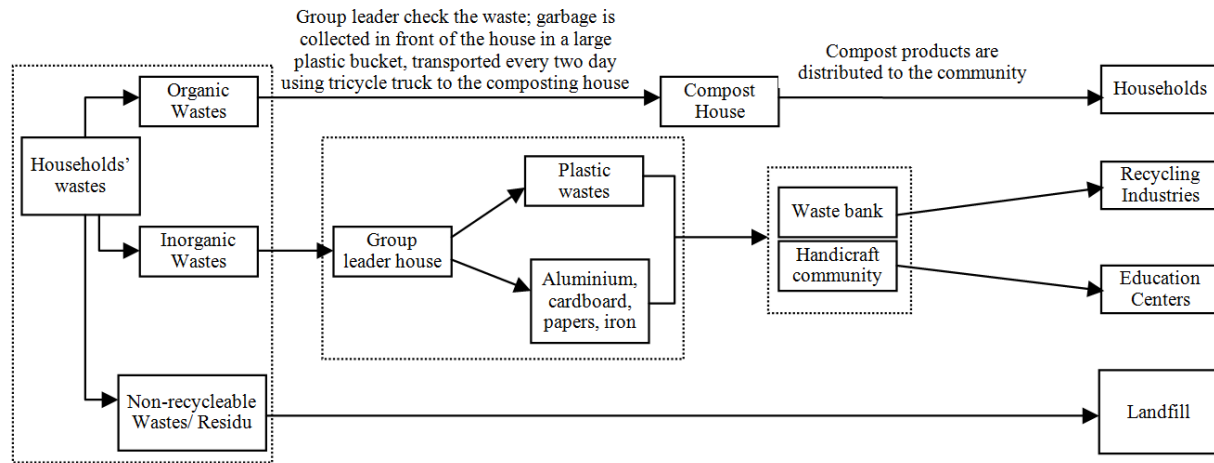 Group leader check the waste; garbage is
collected in front of the house in a large
plastic bucket, transported every two day
using tricycle truck to the composting house
Compost products are
distributed to the community
Organic
Wastes
Compost
House
Households
Households’
wastes
Plastic
wastes
Recycling
Industries
Waste bank
Inorganic
Wastes
Group
leader house
Handicraft
community
Aluminium,
cardboard,
papers, iron
Education
Centers
Non-recycleable
Wastes/ Residu
Landfill